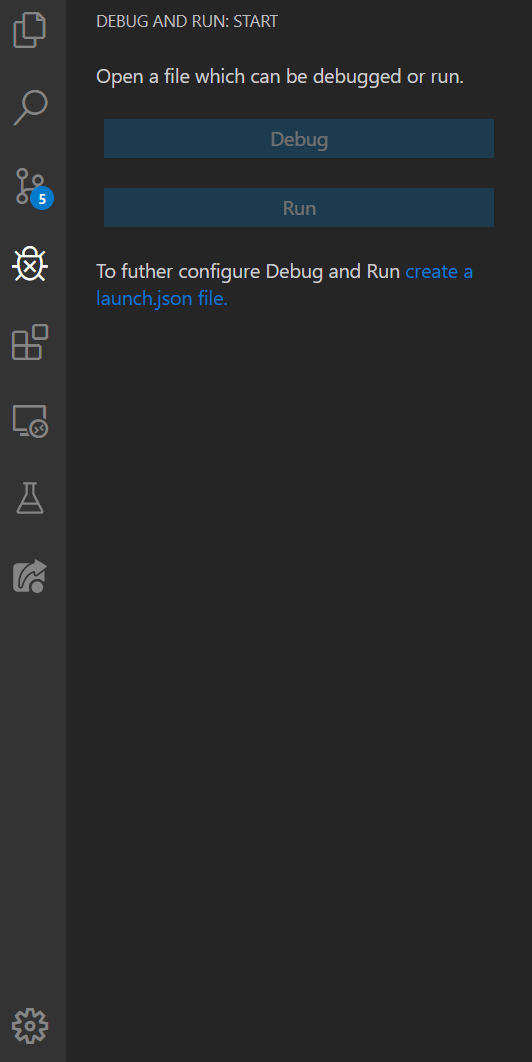 DEBUG AND RUN: START
Open a file which can be debugged or run.
Debug
5
Run
To futher configure Debug and Run create a
launch.json file.